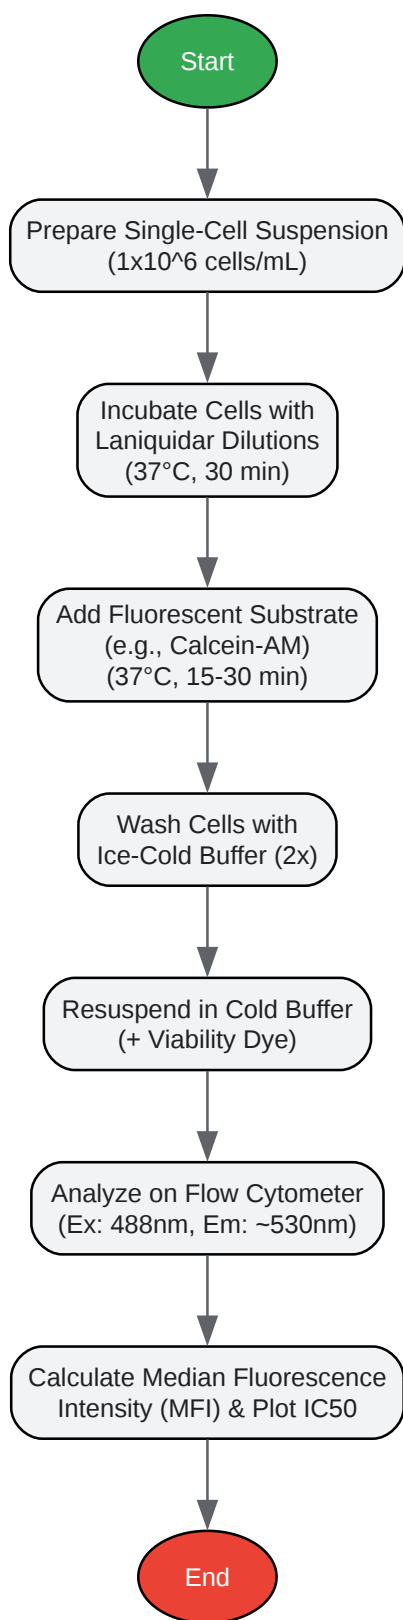 Start
Prepare Single-Cell Suspension
(1x10^6 cells/mL)
Incubate Cells with
Laniquidar Dilutions
(37°C, 30 min)
Add Fluorescent Substrate
(e.g., Calcein-AM)
(37°C, 15-30 min)
Wash Cells with
Ice-Cold Buffer (2x)
Resuspend in Cold Buffer
(+ Viability Dye)
Analyze on Flow Cytometer
(Ex: 488nm, Em: ~530nm)
Calculate Median Fluorescence
Intensity (MFI) & Plot IC50
End